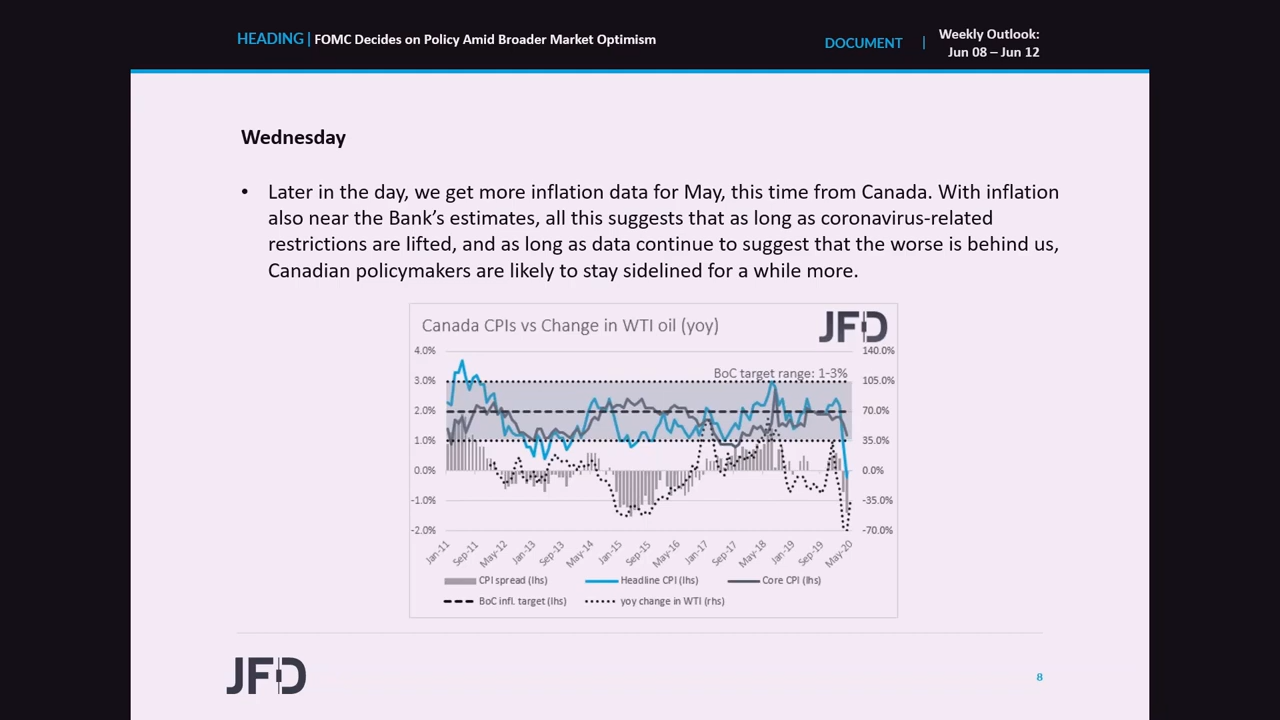 HEADING | FOMC Decides on Policy Amid Broader Market Optimism
DOCUMENT | Weekly Outlook:
Jun 08 – Jun 12
Wednesday
• Later in the day, we get more inflation data for May, this time from Canada. With inflation
also near the Bank’s estimates, all this suggests that as long as coronavirus-related
restrictions are lifted, and as long as data continue to suggest that the worse is behind us,
Canadian policymakers are likely to stay sidelined for a while more.
Canada CPIs vs Change in WTI oil (yoy)
JFD
4.0% 140.0%
BoC target range: 1-3%
3.0% 105.0%
2.0% 70.0%
1.0% 35.0%
0.0% 0.0%
-1.0% -35.0%
-2.0% -70.0%
Jan-11 Sep-11 May-12 Jan-13 Sep-13 May-14 Jan-15 Sep-15 May-16 Jan-17 Sep-17 May-18 Jan-19 Sep-19 May-20
CPI spread (lhs) Headline CPI (lhs) Core CPI (lhs)
BoC infl. target (lhs) yoy change in WTI (rhs)
JFD
8